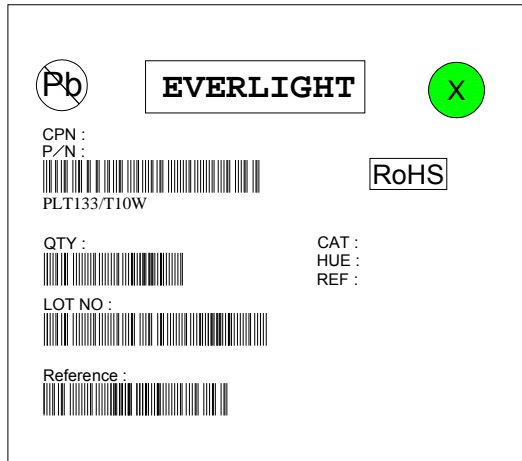 Pb
EVERLIGHT
X
CPN :
P/N :
RoHS
PLT133/T10W
QTY :
CAT :
HUE :
REF :
LOT NO :
Reference :